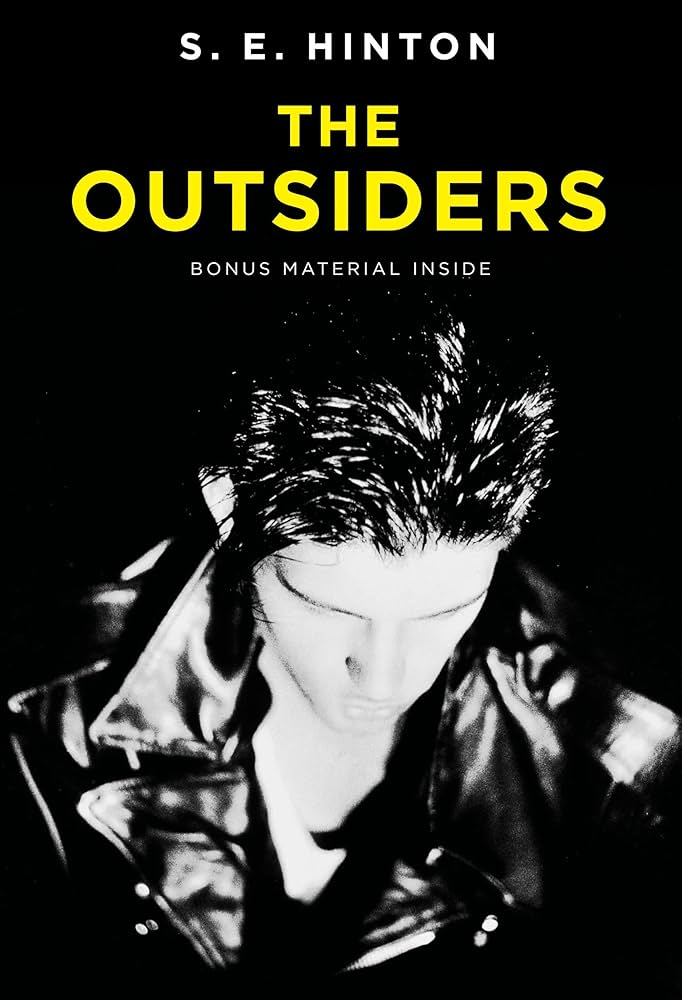 S. E. HINTON
THE
OUTSIDERS
BONUS MATERIAL INSIDE